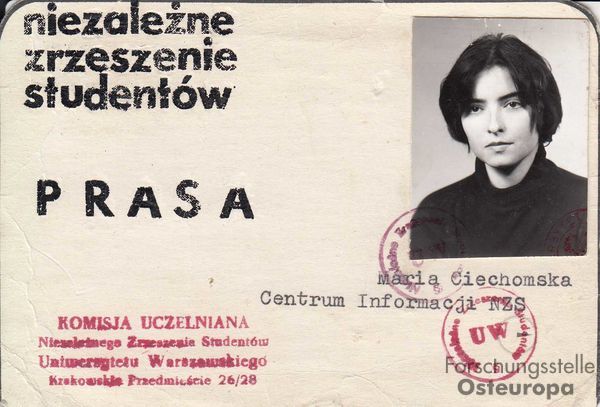 niezależne
zrzeszenie
studentów
PRASA
Maria Ciechomska
Centrum Informacji NZS
KOMISJA UCZELNIANA
Niezależnego Zrzeszenia Studentów
Uniwersytetu Warszawskiego
Krakowskie Przedmieście 26/28
UW
Forschungsstelle
Osteuropa